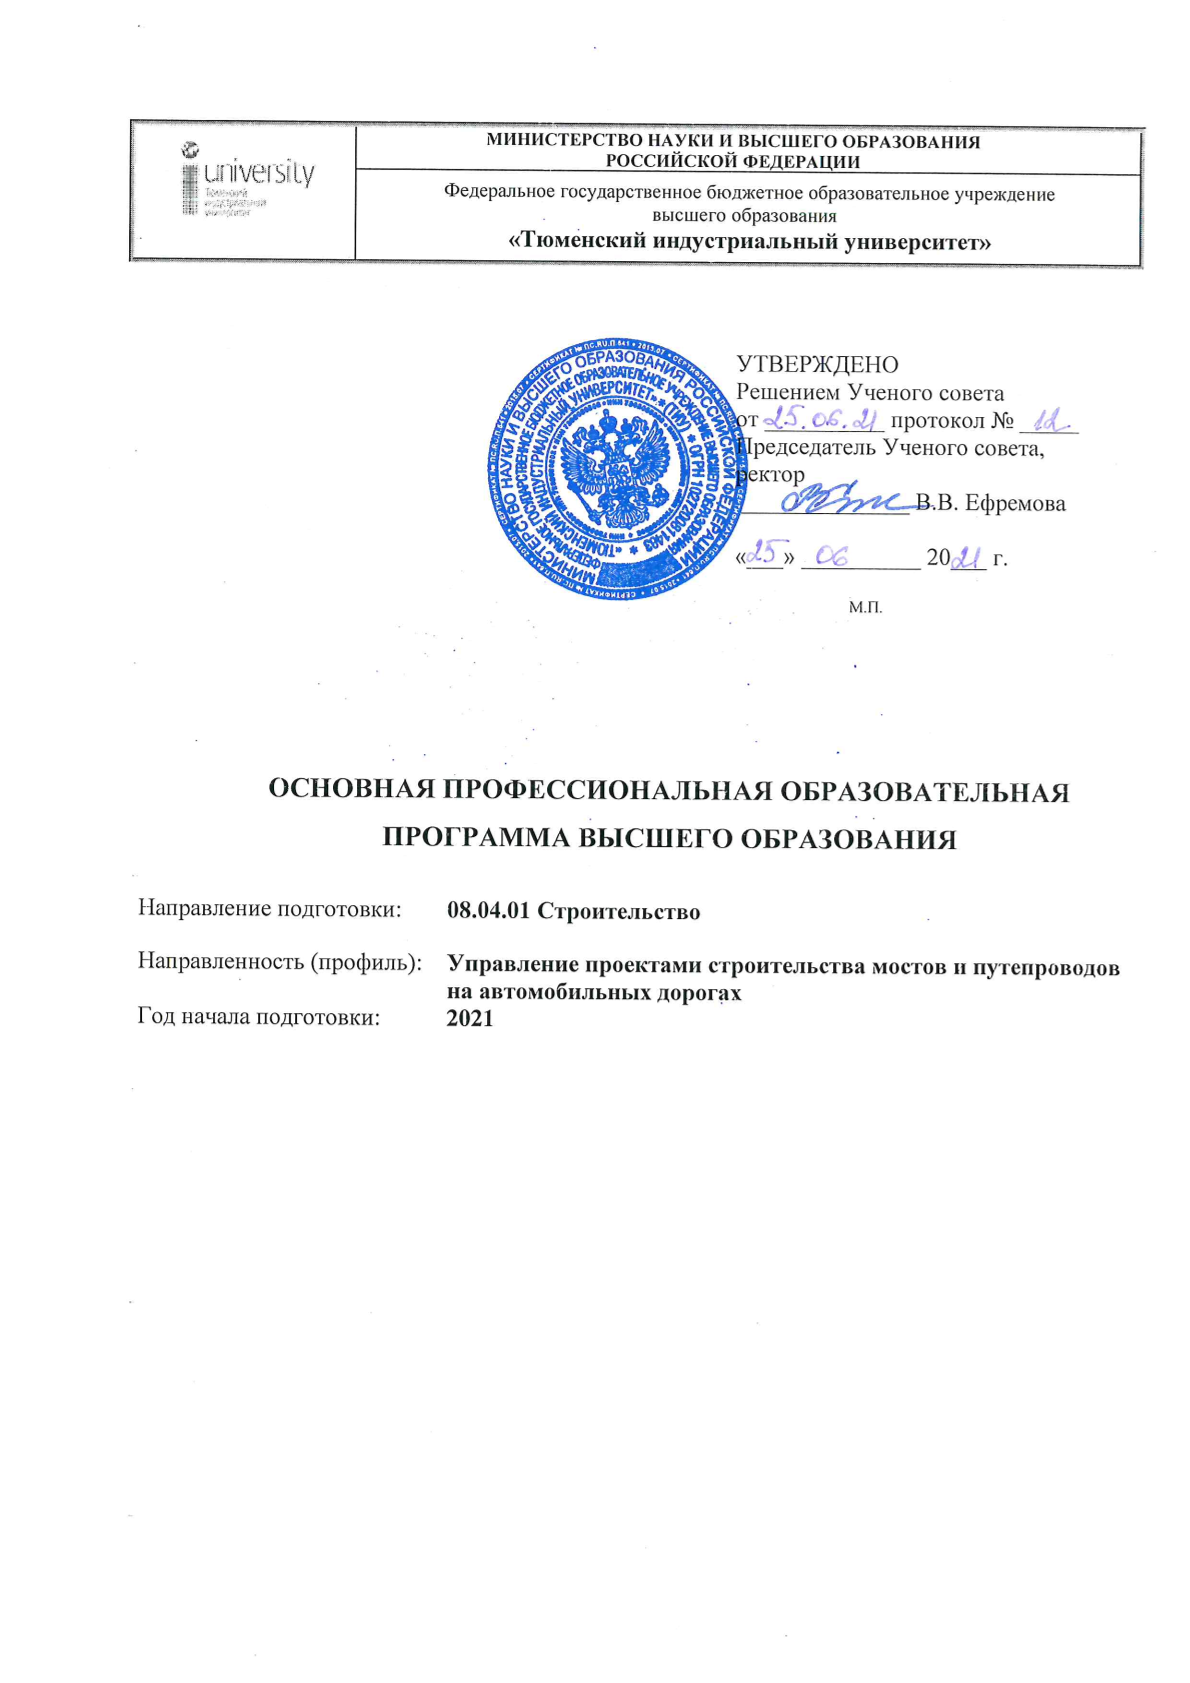 university
Тюменский
индустриальный
университет
МИНИСТЕРСТВО НАУКИ И ВЫСШЕГО ОБРАЗОВАНИЯ
РОССИЙСКОЙ ФЕДЕРАЦИИ
Федеральное государственное бюджетное образовательное учреждение
высшего образования
«Тюменский индустриальный университет»
МИНИСТЕРСТВО НАУКИ И ВЫСШЕГО ОБРАЗОВАНИЯ РОССИЙСКОЙ ФЕДЕРАЦИИ
ФЕДЕРАЛЬНОЕ ГОСУДАРСТВЕННОЕ БЮДЖЕТНОЕ ОБРАЗОВАТЕЛЬНОЕ УЧРЕЖДЕНИЕ ВЫСШЕГО ОБРАЗОВАНИЯ
«ТЮМЕНСКИЙ ИНДУСТРИАЛЬНЫЙ УНИВЕРСИТЕТ» * (ТИУ) * ОГРН
УТВЕРЖДЕНО
Решением Ученого совета
от 25.06.21 протокол № 12
Председатель Ученого совета,
ректор
В.В. Ефремова
«25» 06 2021 г.
М.П.
ОСНОВНАЯ ПРОФЕССИОНАЛЬНАЯ ОБРАЗОВАТЕЛЬНАЯ
ПРОГРАММА ВЫСШЕГО ОБРАЗОВАНИЯ
Направление подготовки: 08.04.01 Строительство
Направленность (профиль): Управление проектами строительства мостов и путепроводов
на автомобильных дорогах
Год начала подготовки: 2021